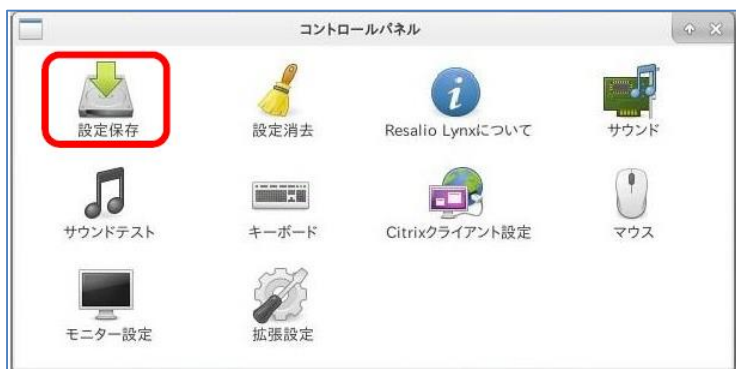 コントロールパネル
設定保存
設定消去
Resalio Lynxについて
サウンド
サウンドテスト
キーボード
Citrixクライアント設定
マウス
モニター設定
拡張設定